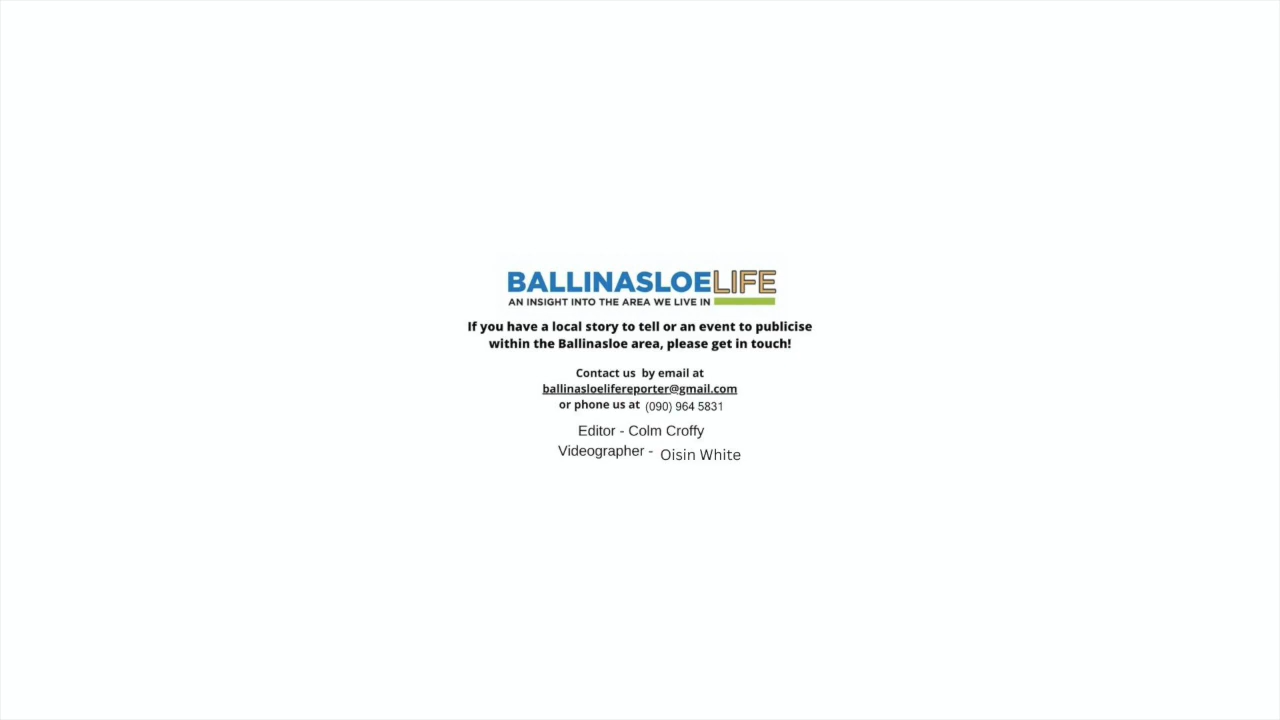 BALLINASLOELIFE
AN INSIGHT INTO THE AREA WE LIVE IN
If you have a local story to tell or an event to publicise
within the Ballinasloe area, please get in touch!
Contact us by email at
ballinasloelifereporter@gmail.com
or phone us at (090) 964 5831
Editor - Colm Croffy
Videographer - Oisin White